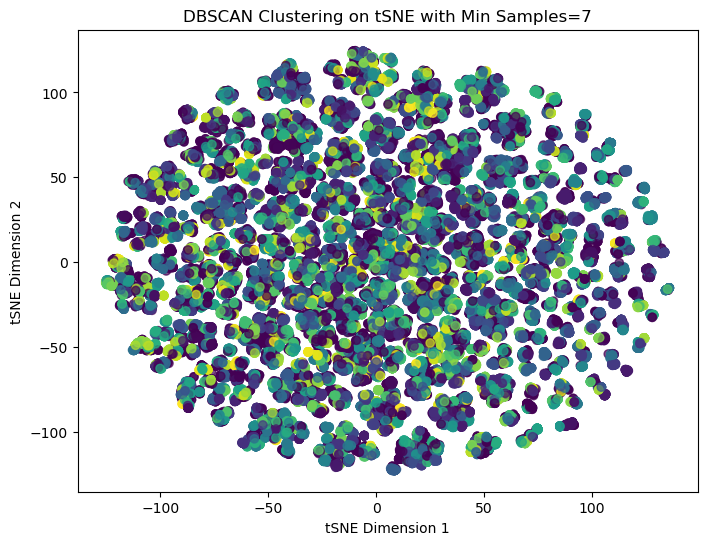 DBSCAN Clustering on tSNE with Min Samples=7
100
50
0
−50
−100
tSNE Dimension 2
−100 −50 0 50 100
tSNE Dimension 1